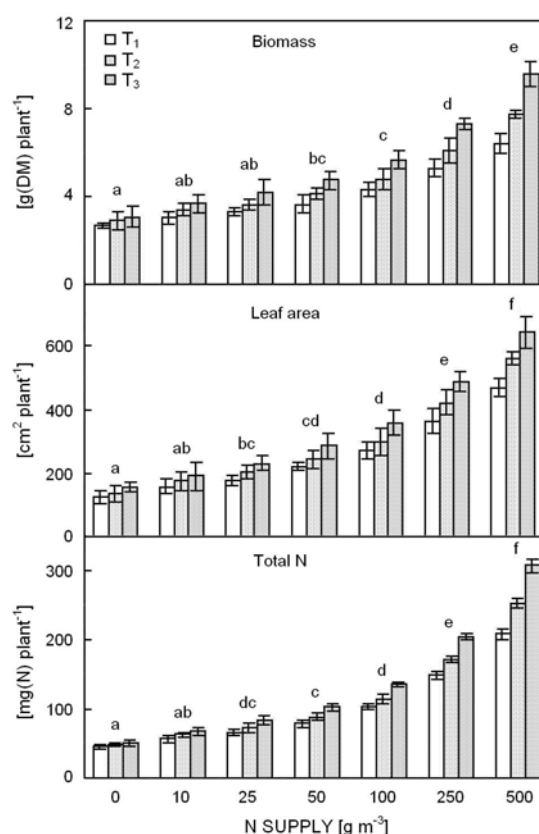 12
T₁
T₂
T₃
Biomass
e
d
c
bc
ab
ab
a
8
4
0
[g(DM) plant⁻¹]
Leaf area
f
e
d
cd
bc
ab
a
600
400
200
0
[cm² plant⁻¹]
Total N
f
e
d
c
dc
ab
a
300
200
100
0
[mg(N) plant⁻¹]
0 10 25 50 100 250 500
N SUPPLY [g m⁻³]